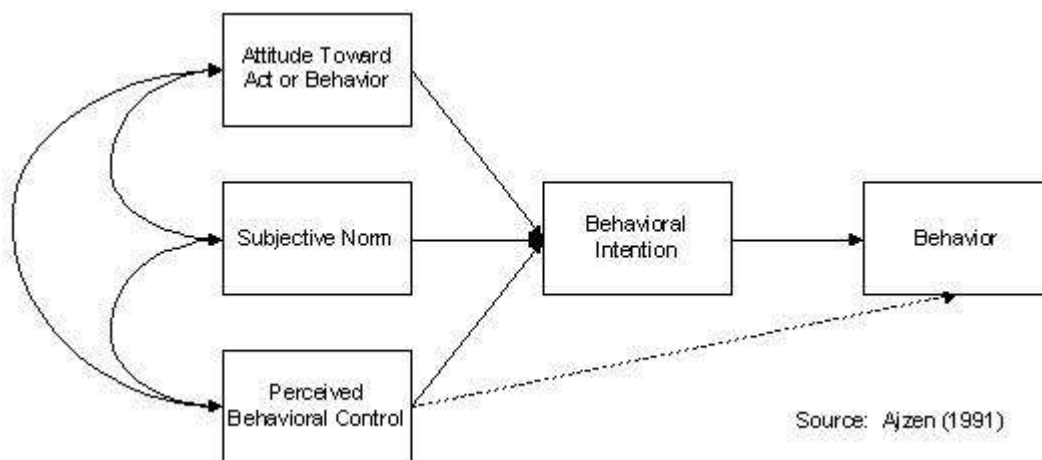 Attitude Toward
Act or Behavior
Subjective Norm
Behavioral
Intention
Behavior
Perceived
Behavioral Control
Source: Ajzen (1991)